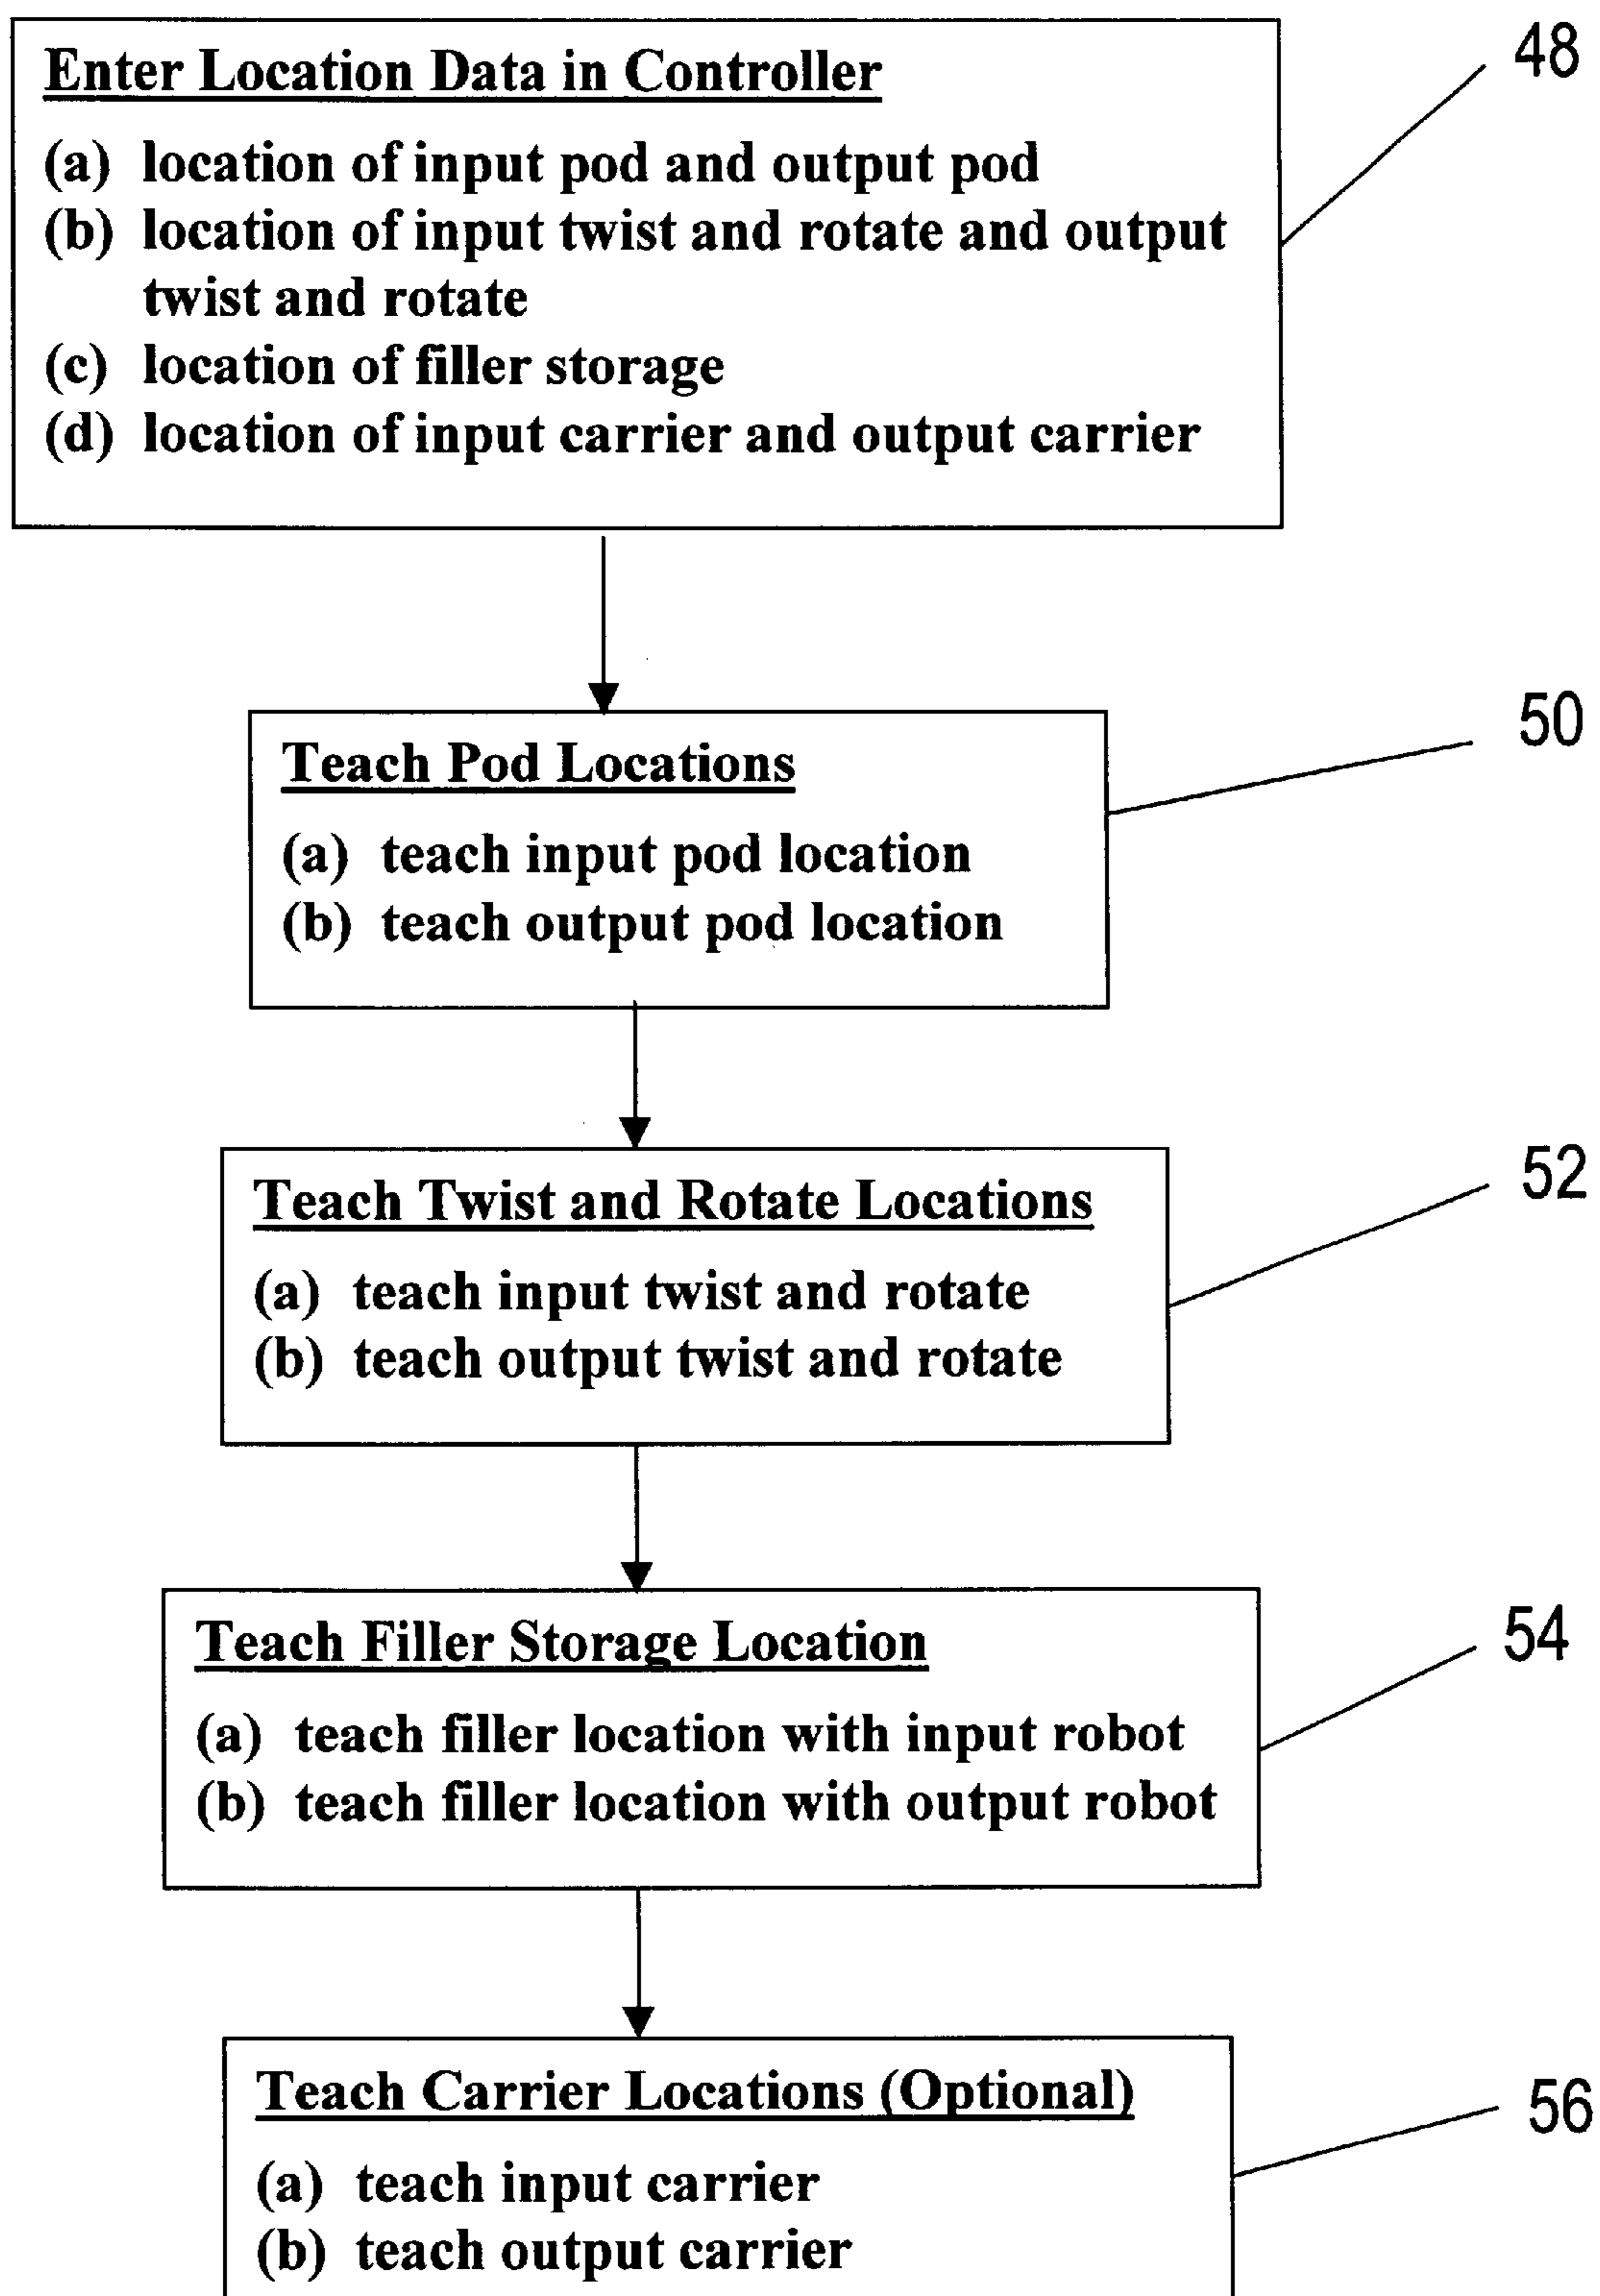 Enter Location Data in Controller
48
(a) location of input pod and output pod
(b) location of input twist and rotate and output
twist and rotate
(c) location of filler storage
(d) location of input carrier and output carrier
Teach Pod Locations
50
(a) teach input pod location
(b) teach output pod location
Teach Twist and Rotate Locations
52
(a) teach input twist and rotate
(b) teach output twist and rotate
Teach Filler Storage Location
54
(a) teach filler location with input robot
(b) teach filler location with output robot
Teach Carrier Locations (Optional)
56
(a) teach input carrier
(b) teach output carrier